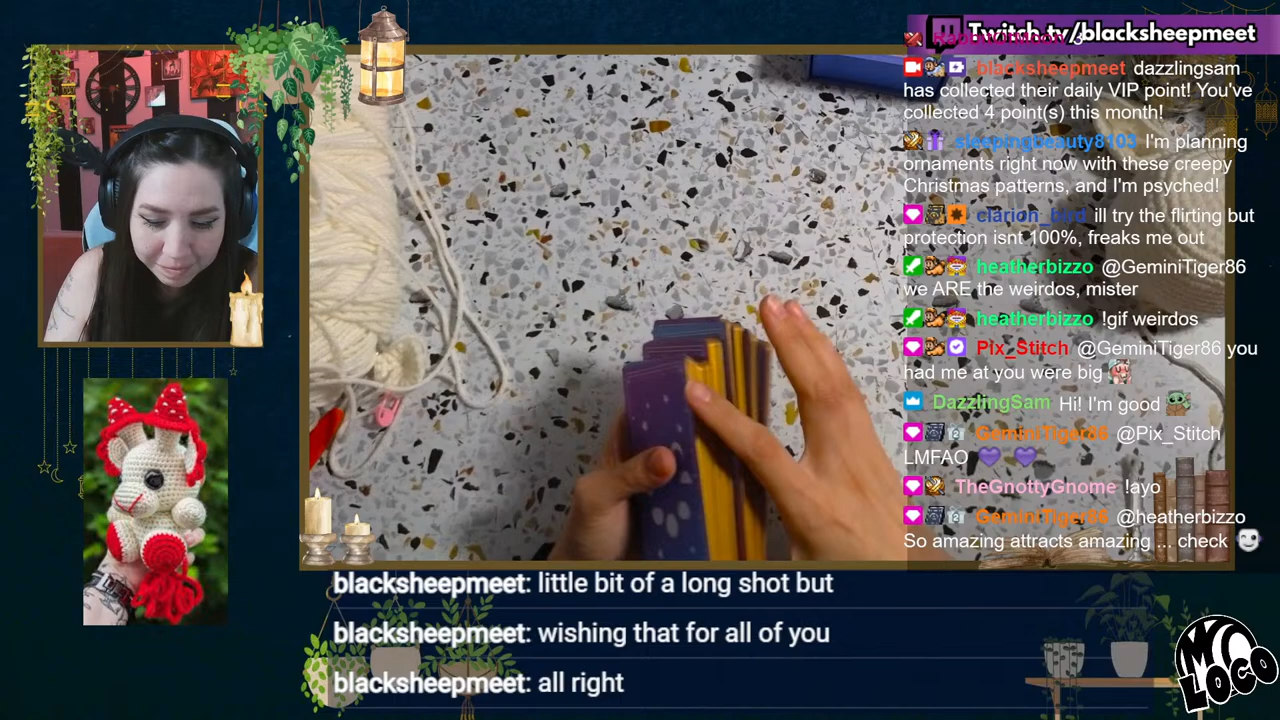 Twitch.tv/blacksheepmeet
blacksheepmeet dazzlingsam
has collected their daily VIP point! You've
collected 4 point(s) this month!
sleepingbeauty8103 I'm planning
ornaments right now with these creepy
Christmas patterns, and I'm psyched!
clarion_bird ill try the flirting but
protection isnt 100%, freaks me out
heatherbizzo @GeminiTiger86
we ARE the weirdos, mister
heatherbizzo !gif weirdos
Pix_Stitch @GeminiTiger86 you
had me at you were big
DazzlingSam Hi! I'm good
GeminiTiger86 @Pix_Stitch
LMFAO
TheGnottyGnome !ayo
GeminiTiger86 @heatherbizzo
So amazing attracts amazing ... check
blacksheepmeet: little bit of a long shot but
blacksheepmeet: wishing that for all of you
blacksheepmeet: all right
MC
LOCO